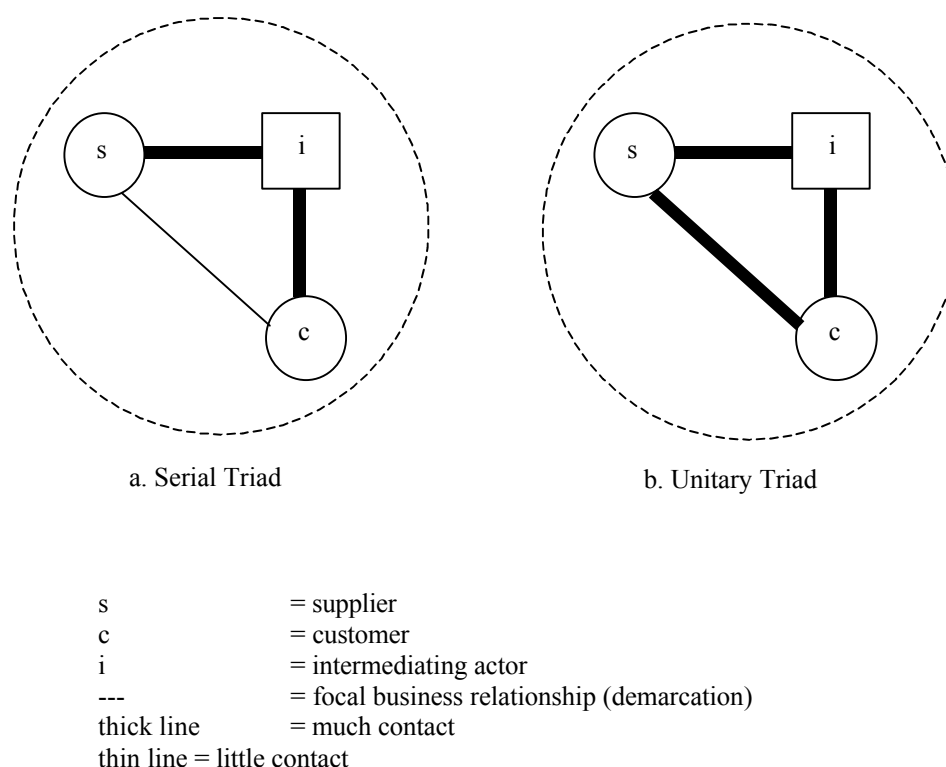 s i
c
a. Serial Triad
s i
c
b. Unitary Triad
s = supplier
c = customer
i = intermediating actor
--- = focal business relationship (demarcation)
thick line = much contact
thin line = little contact